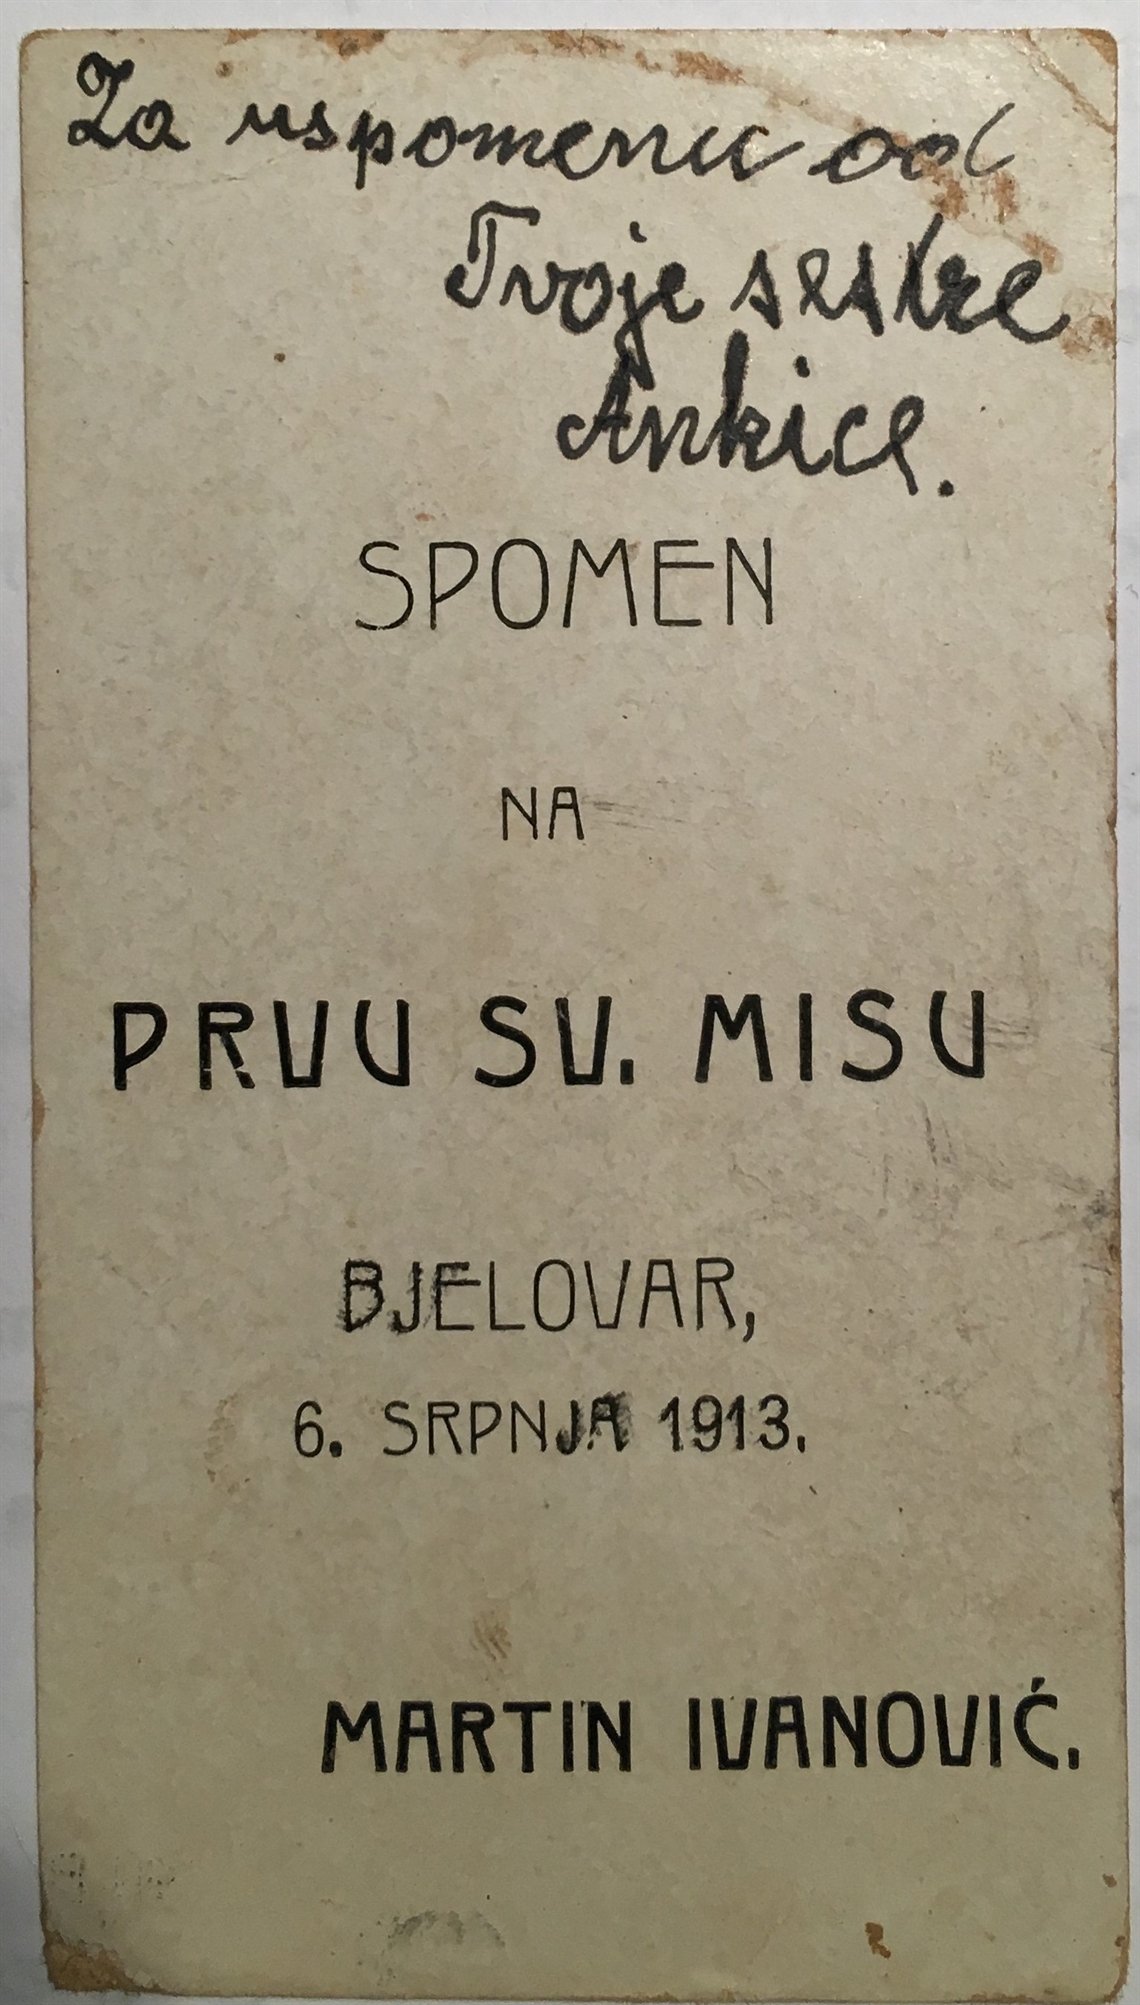 Za uspomenu od
Tvoje sestre
Ankice.
SPOMEN
NA
PRVU SV. MISU
BJELOVAR,
6. SRPNJA 1913.
MARTIN IVANOVIĆ.